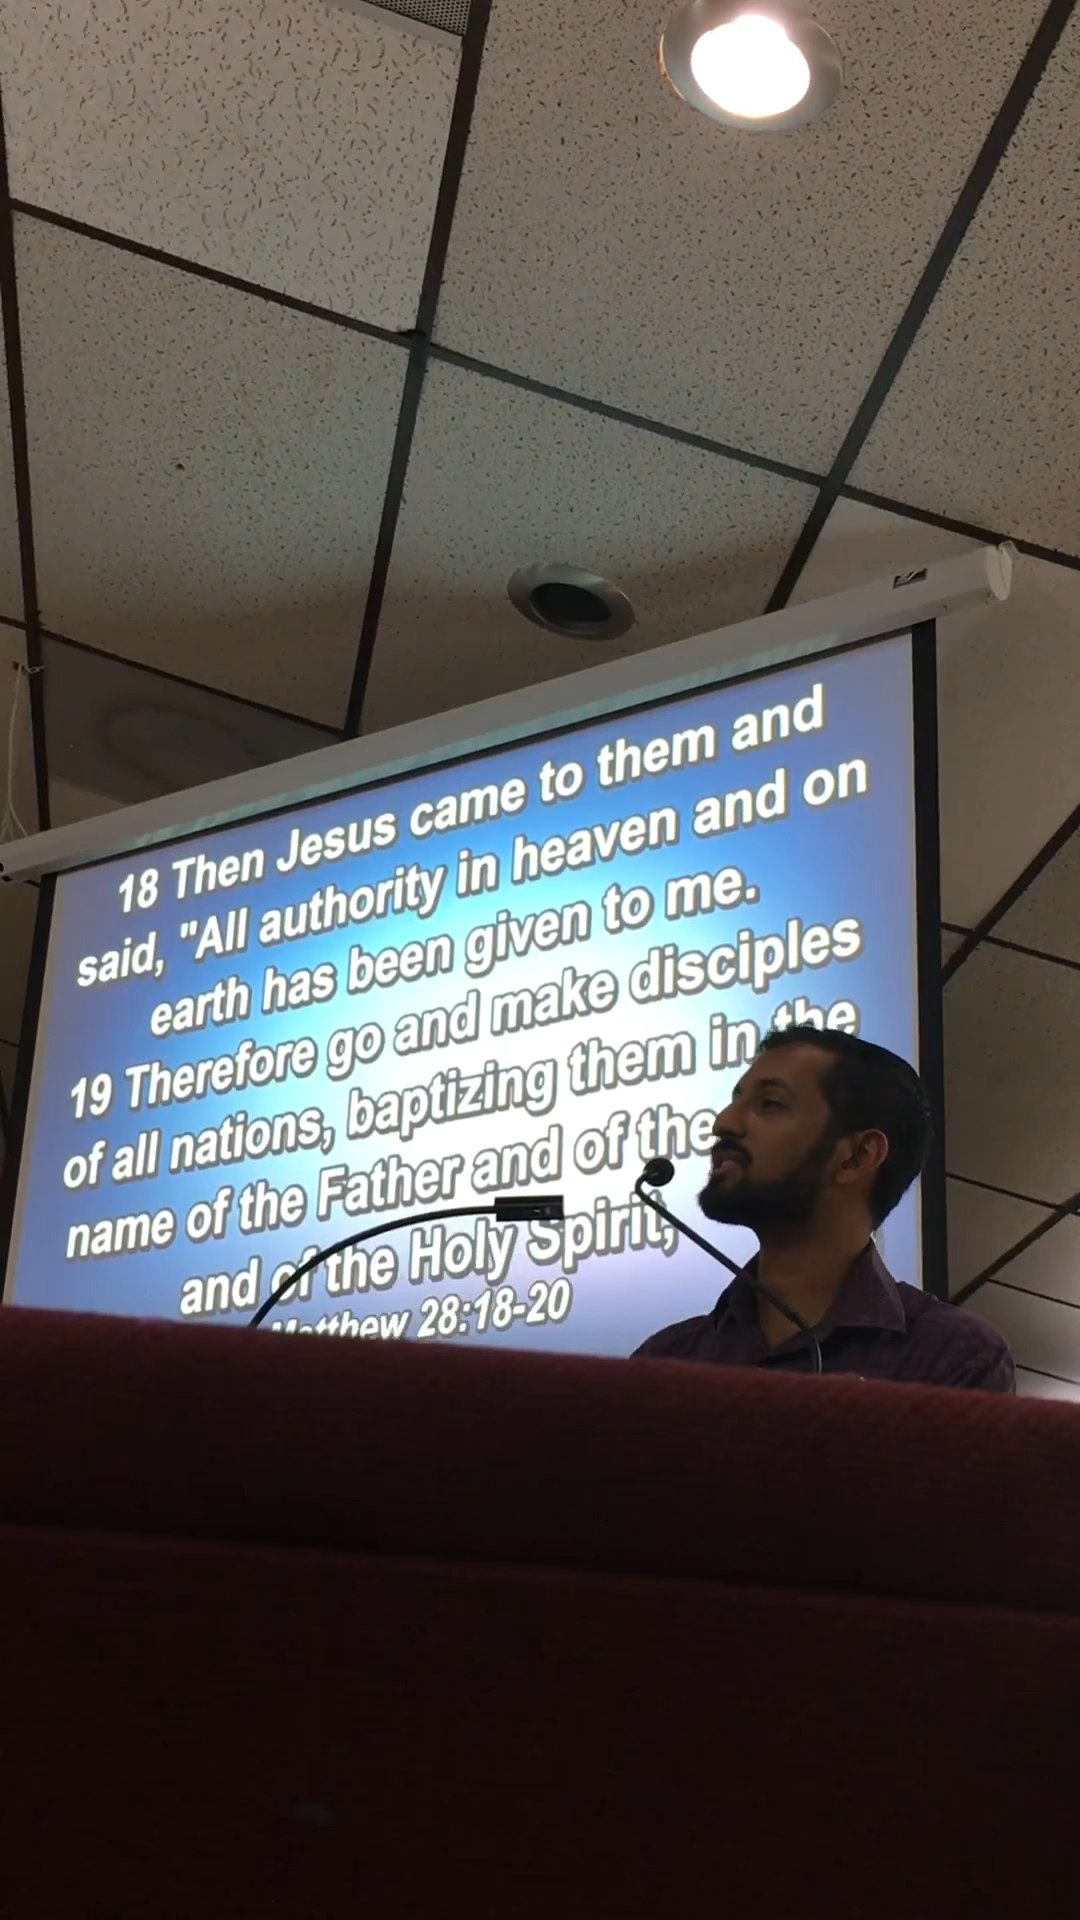 18 Then Jesus came to them and
said, "All authority in heaven and on
earth has been given to me.
19 Therefore go and make disciples
of all nations, baptizing them in the
name of the Father and of the
and of the Holy Spirit,
Matthew 28:18-20